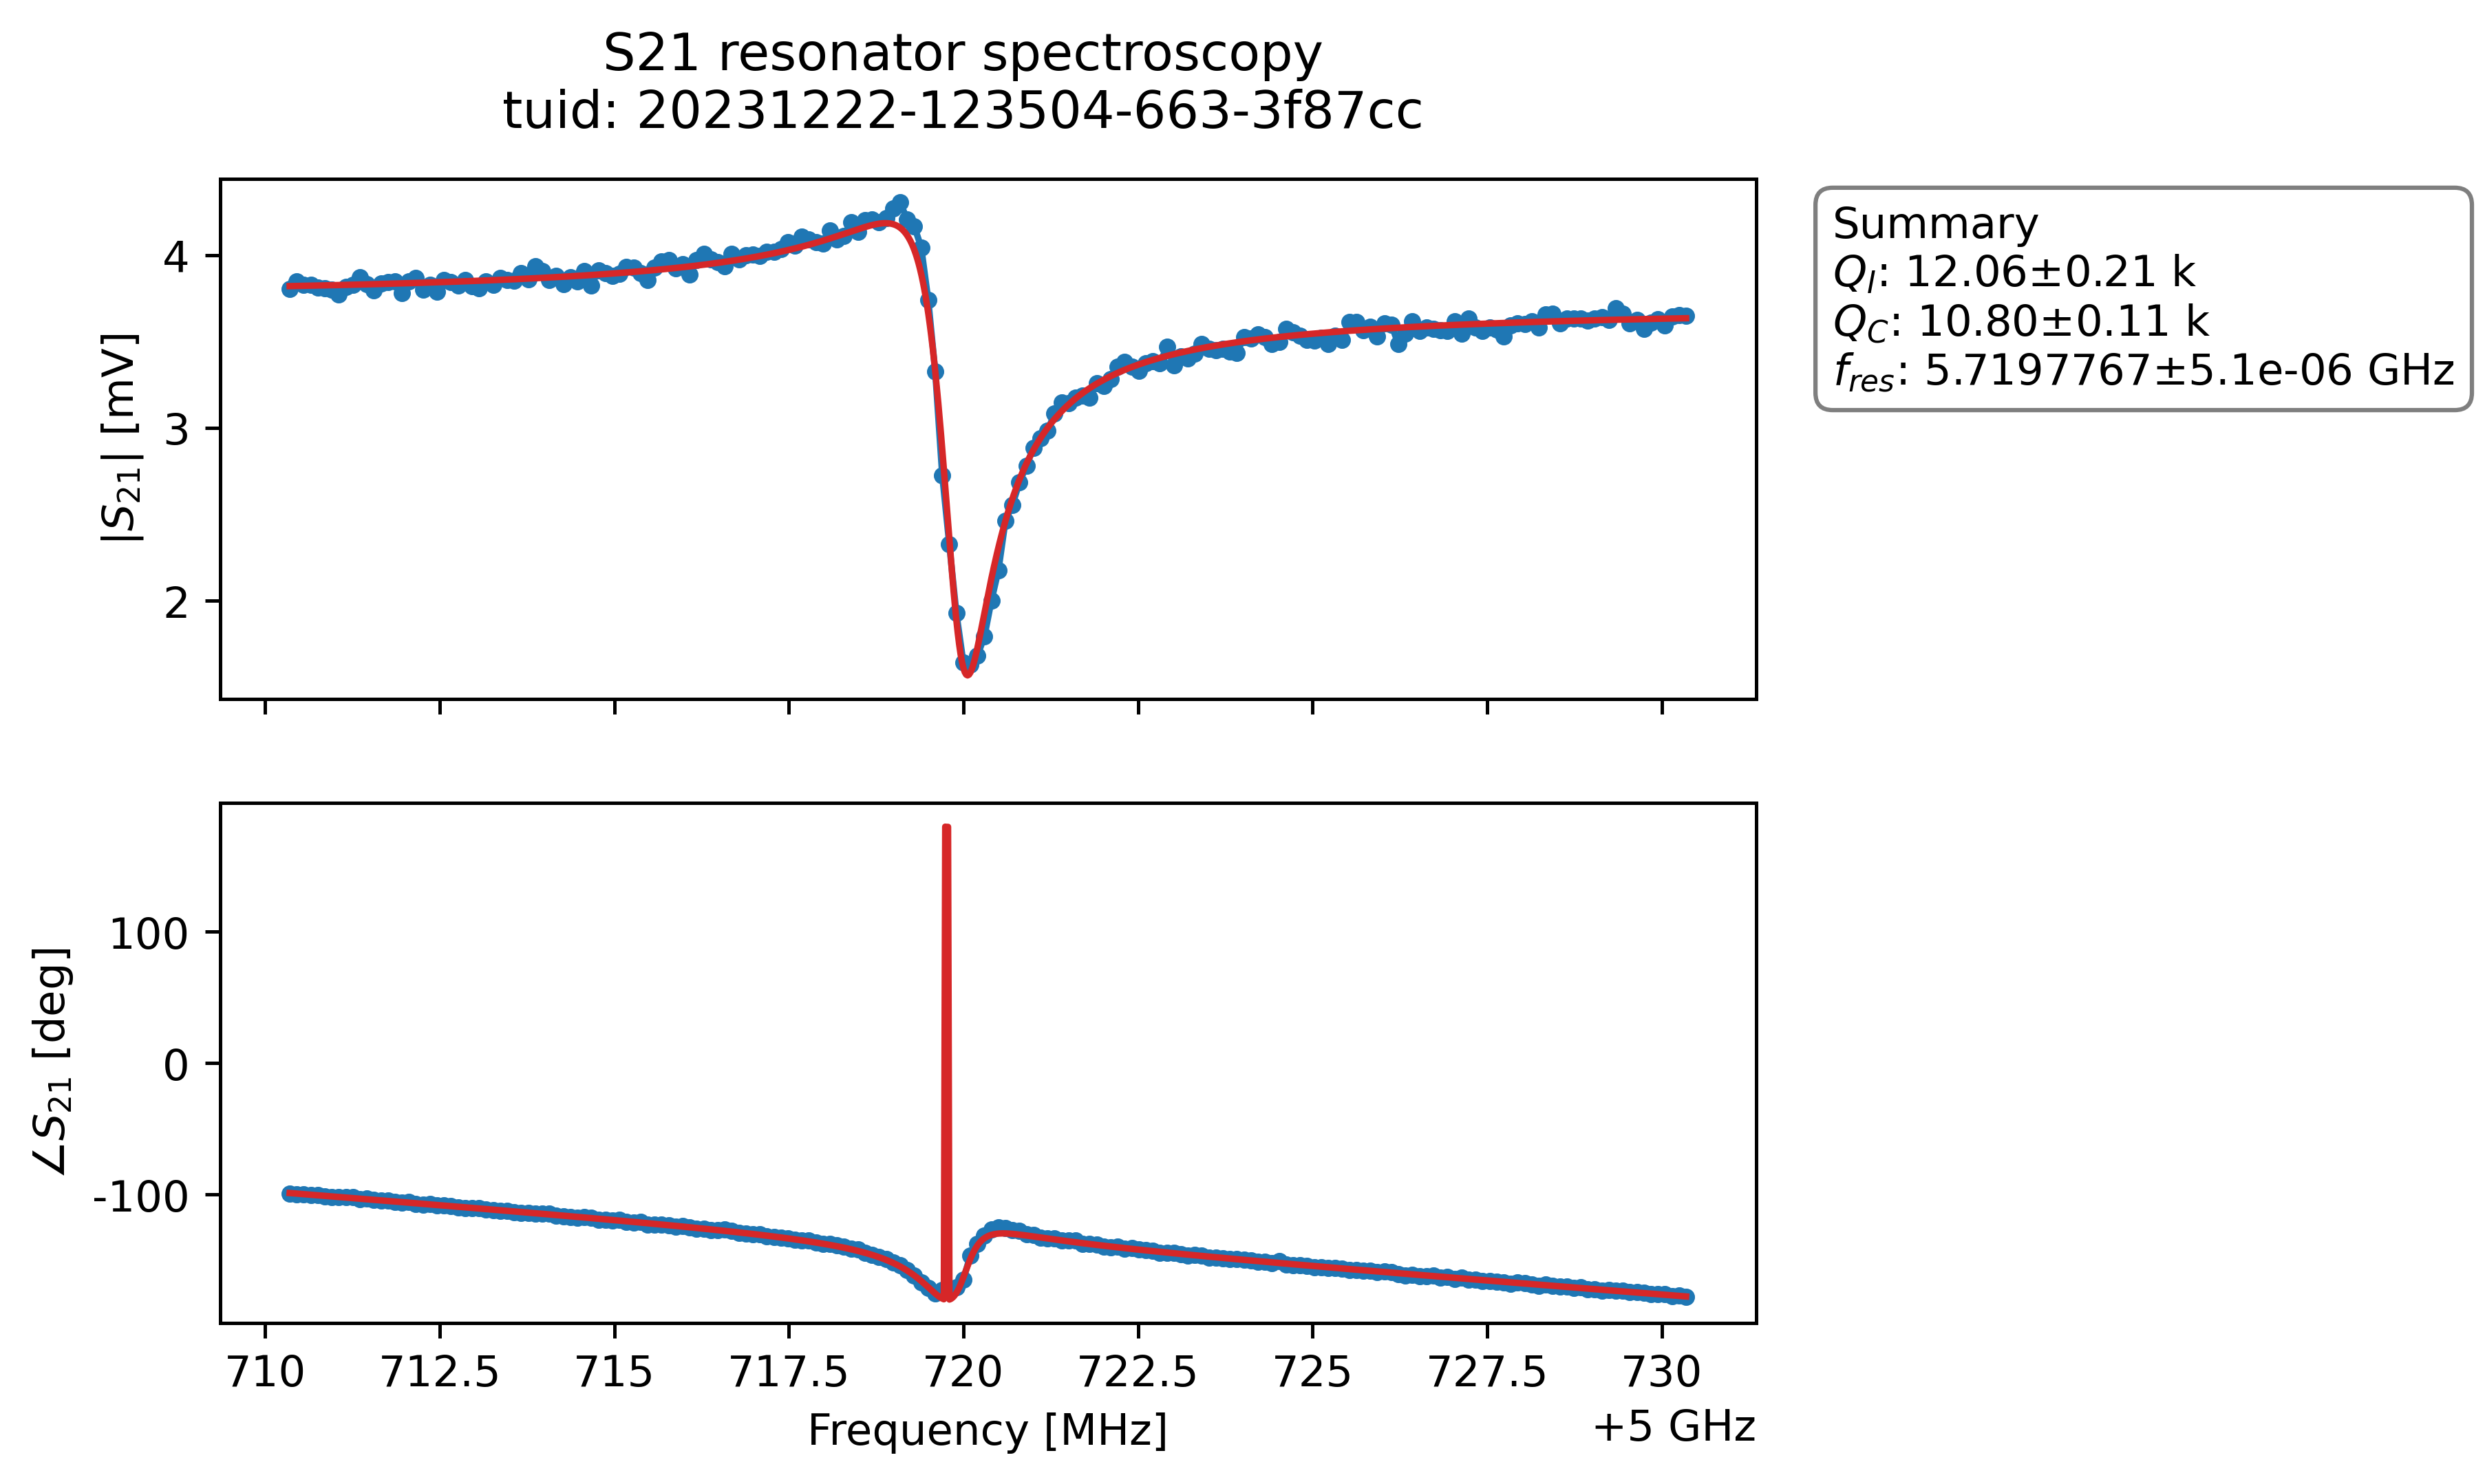 S21 resonator spectroscopy
tuid: 20231222-123504-663-3f87cc
|S21| [mV]
4
3
2
Summary
QI: 12.06±0.21 k
QC: 10.80±0.11 k
fres: 5.7197767±5.1e-06 GHz
∠S21 [deg]
100
0
-100
710 712.5 715 717.5 720 722.5 725 727.5 730
Frequency [MHz]
+5 GHz